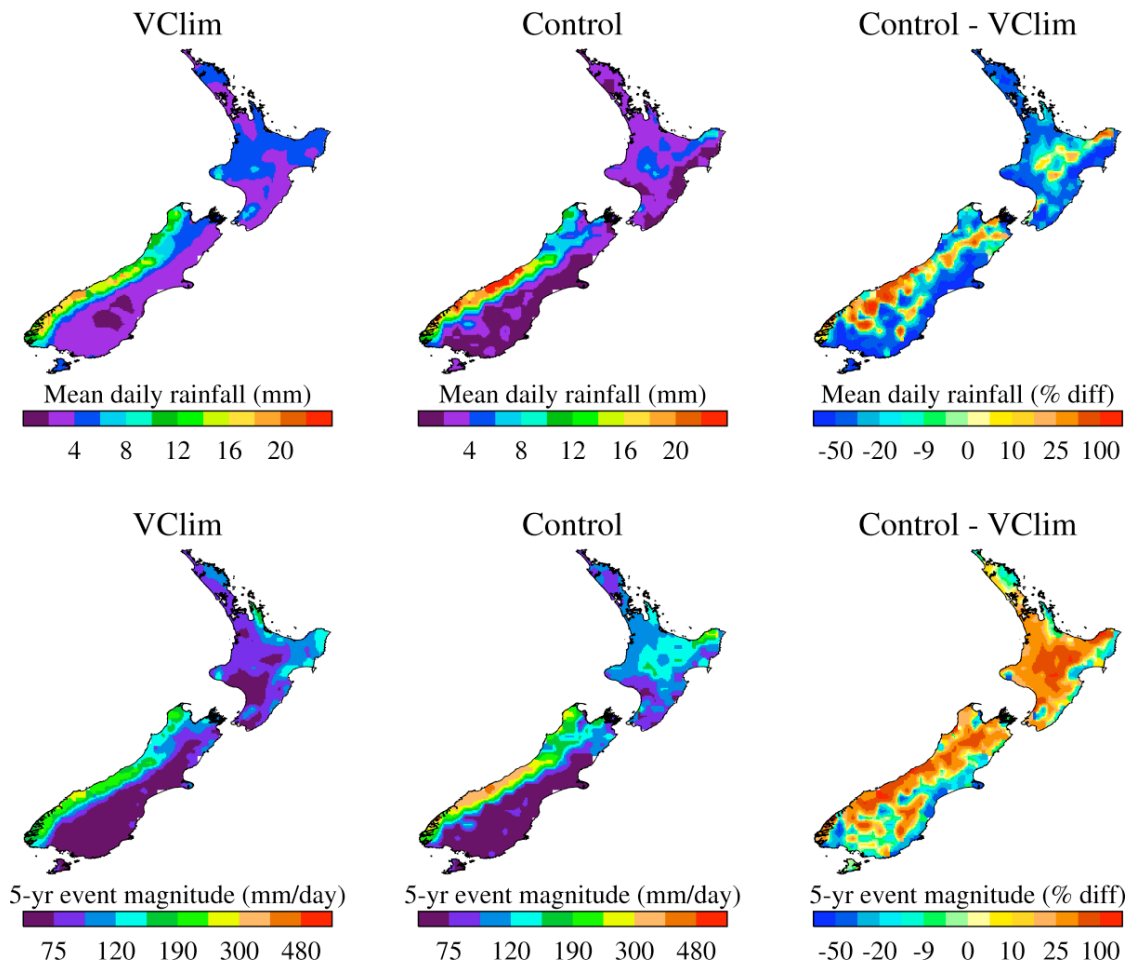 VClim
Control
Control - VClim
Mean daily rainfall (mm)
4 8 12 16 20
Mean daily rainfall (mm)
4 8 12 16 20
Mean daily rainfall (% diff)
-50 -20 -9 0 10 25 100
VClim
Control
Control - VClim
5-yr event magnitude (mm/day)
75 120 190 300 480
5-yr event magnitude (mm/day)
75 120 190 300 480
5-yr event magnitude (% diff)
-50 -20 -9 0 10 25 100